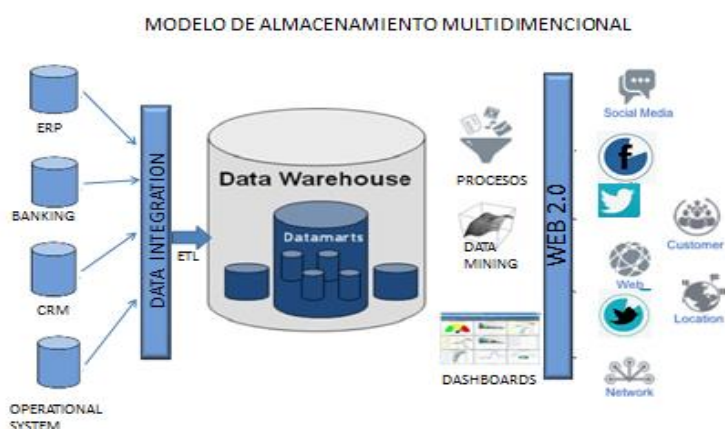 MODELO DE ALMACENAMIENTO MULTIDIMENCIONAL
ERP
BANKING
CRM
OPERATIONAL
SYSTEM
DATA INTEGRATION
ETL
Data Warehouse
Datamarts
PROCESOS
DATA
MINING
DASHBOARDS
WEB 2.0
Social Media
f
Customer
Web
Location
Network